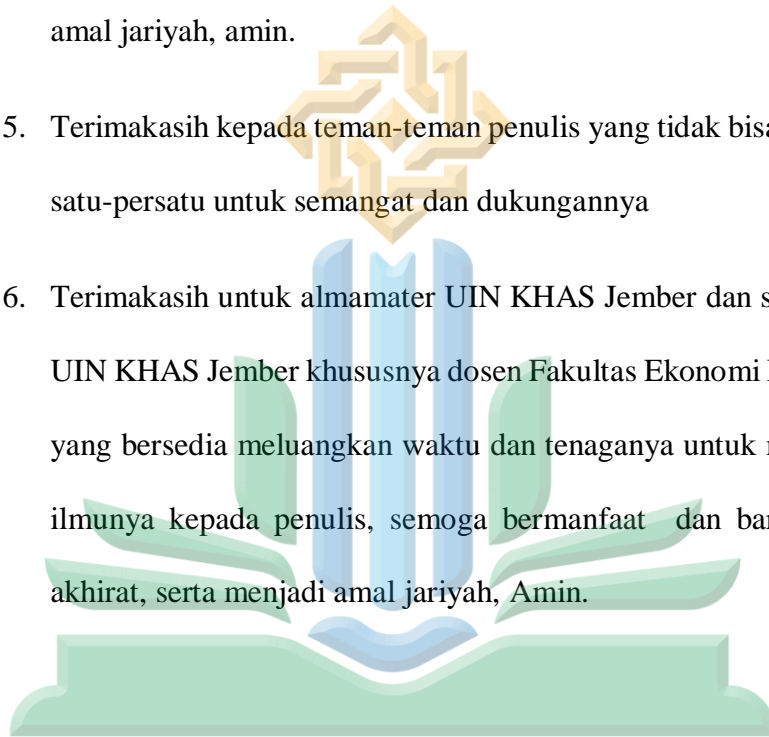 amal jariyah, amin.
5. Terimakasih kepada teman-teman penulis yang tidak bisa
satu-persatu untuk semangat dan dukungannya
6. Terimakasih untuk almamater UIN KHAS Jember dan s
UIN KHAS Jember khususnya dosen Fakultas Ekonomi
yang bersedia meluangkan waktu dan tenaganya untuk
ilmunya kepada penulis, semoga bermanfaat dan bar
akhirat, serta menjadi amal jariyah, Amin.